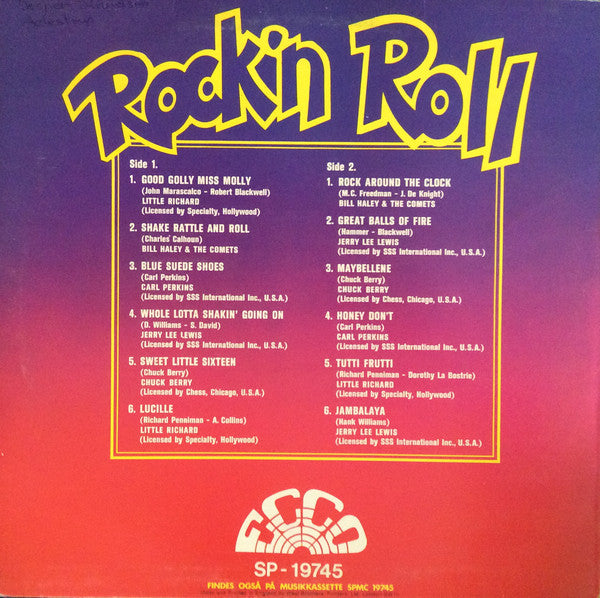 Rock'n Roll
Side 1.
1. GOOD GOLLY MISS MOLLY
(John Marascalco - Robert Blackwell)
LITTLE RICHARD
(Licensed by Specialty, Hollywood)
2. SHAKE RATTLE AND ROLL
(Charles Calhoun)
BILL HALEY & THE COMETS
3. BLUE SUEDE SHOES
(Carl Perkins)
CARL PERKINS
(Licensed by SSS International Inc., U.S.A.)
4. WHOLE LOTTA SHAKIN' GOING ON
(D. Williams - S. David)
JERRY LEE LEWIS
(Licensed by SSS International Inc., U.S.A.)
5. SWEET LITTLE SIXTEEN
(Chuck Berry)
CHUCK BERRY
(Licensed by Chess, Chicago, U.S.A.)
6. LUCILLE
(Richard Penniman - A. Collins)
LITTLE RICHARD
(Licensed by Specialty, Hollywood)
Side 2.
1. ROCK AROUND THE CLOCK
(M.C. Freedman - J. De Knight)
BILL HALEY & THE COMETS
2. GREAT BALLS OF FIRE
(Hammer - Blackwell)
JERRY LEE LEWIS
(Licensed by SSS International Inc., U.S.A.)
3. MAYBELLENE
(Chuck Berry)
CHUCK BERRY
(Licensed by Chess, Chicago, U.S.A.)
4. HONEY DON'T
(Carl Perkins)
CARL PERKINS
(Licensed by SSS International Inc., U.S.A.)
5. TUTTI FRUTTI
(Richard Penniman - Dorothy La Bostrie)
LITTLE RICHARD
(Licensed by Specialty, Hollywood)
6. JAMBALAYA
(Hank Williams)
JERRY LEE LEWIS
(Licensed by SSS International Inc., U.S.A.)
SP - 19745
FINDES OGSÅ PÅ MUSIKKASSETTE SPMC 19745